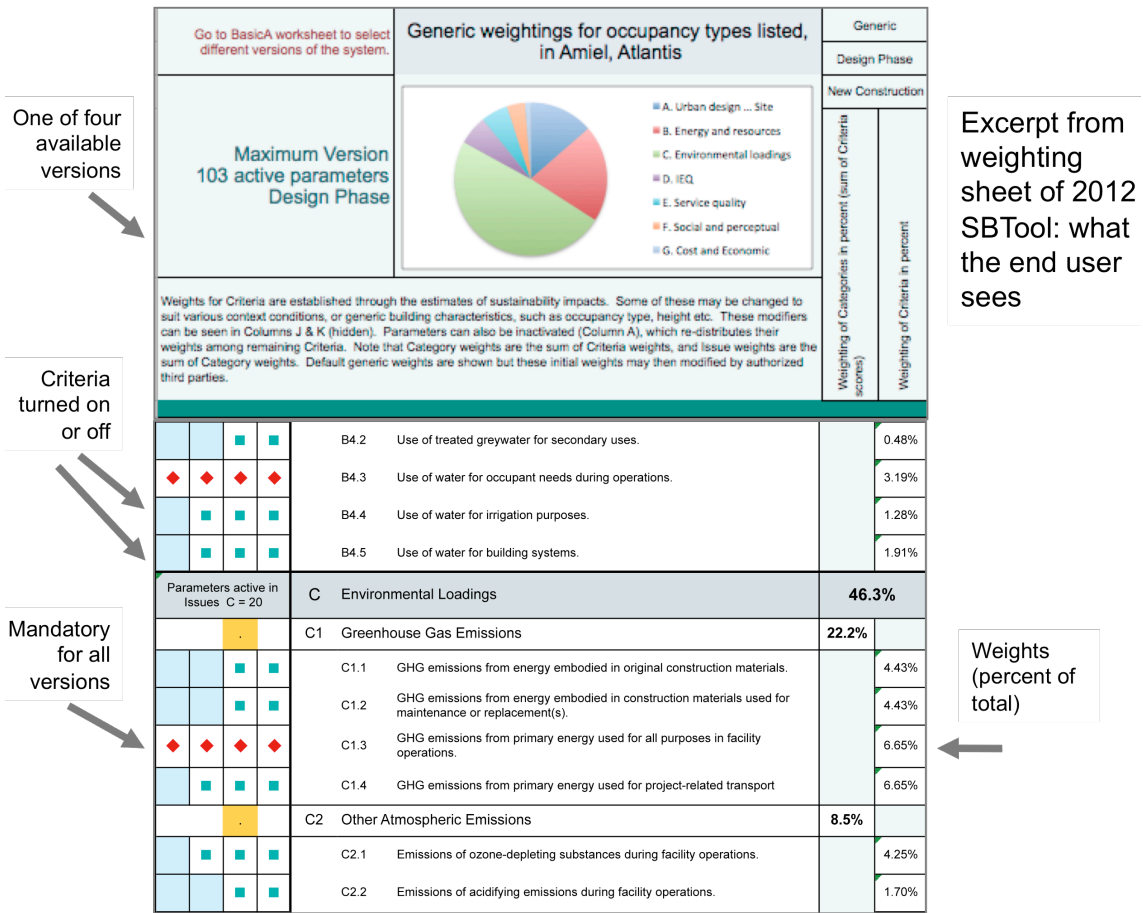 Go to BasicA worksheet to select
different versions of the system.
Generic weightings for occupancy types listed,
in Amiel, Atlantis
Generic
Design Phase
New Construction
One of four
available
versions
Maximum Version
103 active parameters
Design Phase
A. Urban design ... Site
B. Energy and resources
C. Environmental loadings
D. IEQ
E. Service quality
F. Social and perceptual
G. Cost and Economic
Weighting of Categories in percent (sum of Criteria
scores)
Weighting of Criteria in percent
Excerpt from
weighting
sheet of 2012
SBTool: what
the end user
sees
Weights for Criteria are established through the estimates of sustainability impacts. Some of these may be changed to
suit various context conditions, or generic building characteristics, such as occupancy type, height etc. These modifiers
can be seen in Columns J & K (hidden). Parameters can also be inactivated (Column A), which re-distributes their
weights among remaining Criteria. Note that Category weights are the sum of Criteria weights, and Issue weights are the
sum of Category weights. Default generic weights are shown but these initial weights may then modified by authorized
third parties.
Criteria
turned on
or off
B4.2 Use of treated greywater for secondary uses. 0.48%
B4.3 Use of water for occupant needs during operations. 3.19%
B4.4 Use of water for irrigation purposes. 1.28%
B4.5 Use of water for building systems. 1.91%
Parameters active in
Issues C = 20
C Environmental Loadings 46.3%
Mandatory
for all
versions
. C1 Greenhouse Gas Emissions 22.2%
C1.1 GHG emissions from energy embodied in original construction materials. 4.43%
C1.2 GHG emissions from energy embodied in construction materials used for
maintenance or replacement(s). 4.43%
C1.3 GHG emissions from primary energy used for all purposes in facility
operations. 6.65%
C1.4 GHG emissions from primary energy used for project-related transport 6.65%
Weights
(percent of
total)
. C2 Other Atmospheric Emissions 8.5%
C2.1 Emissions of ozone-depleting substances during facility operations. 4.25%
C2.2 Emissions of acidifying emissions during facility operations. 1.70%